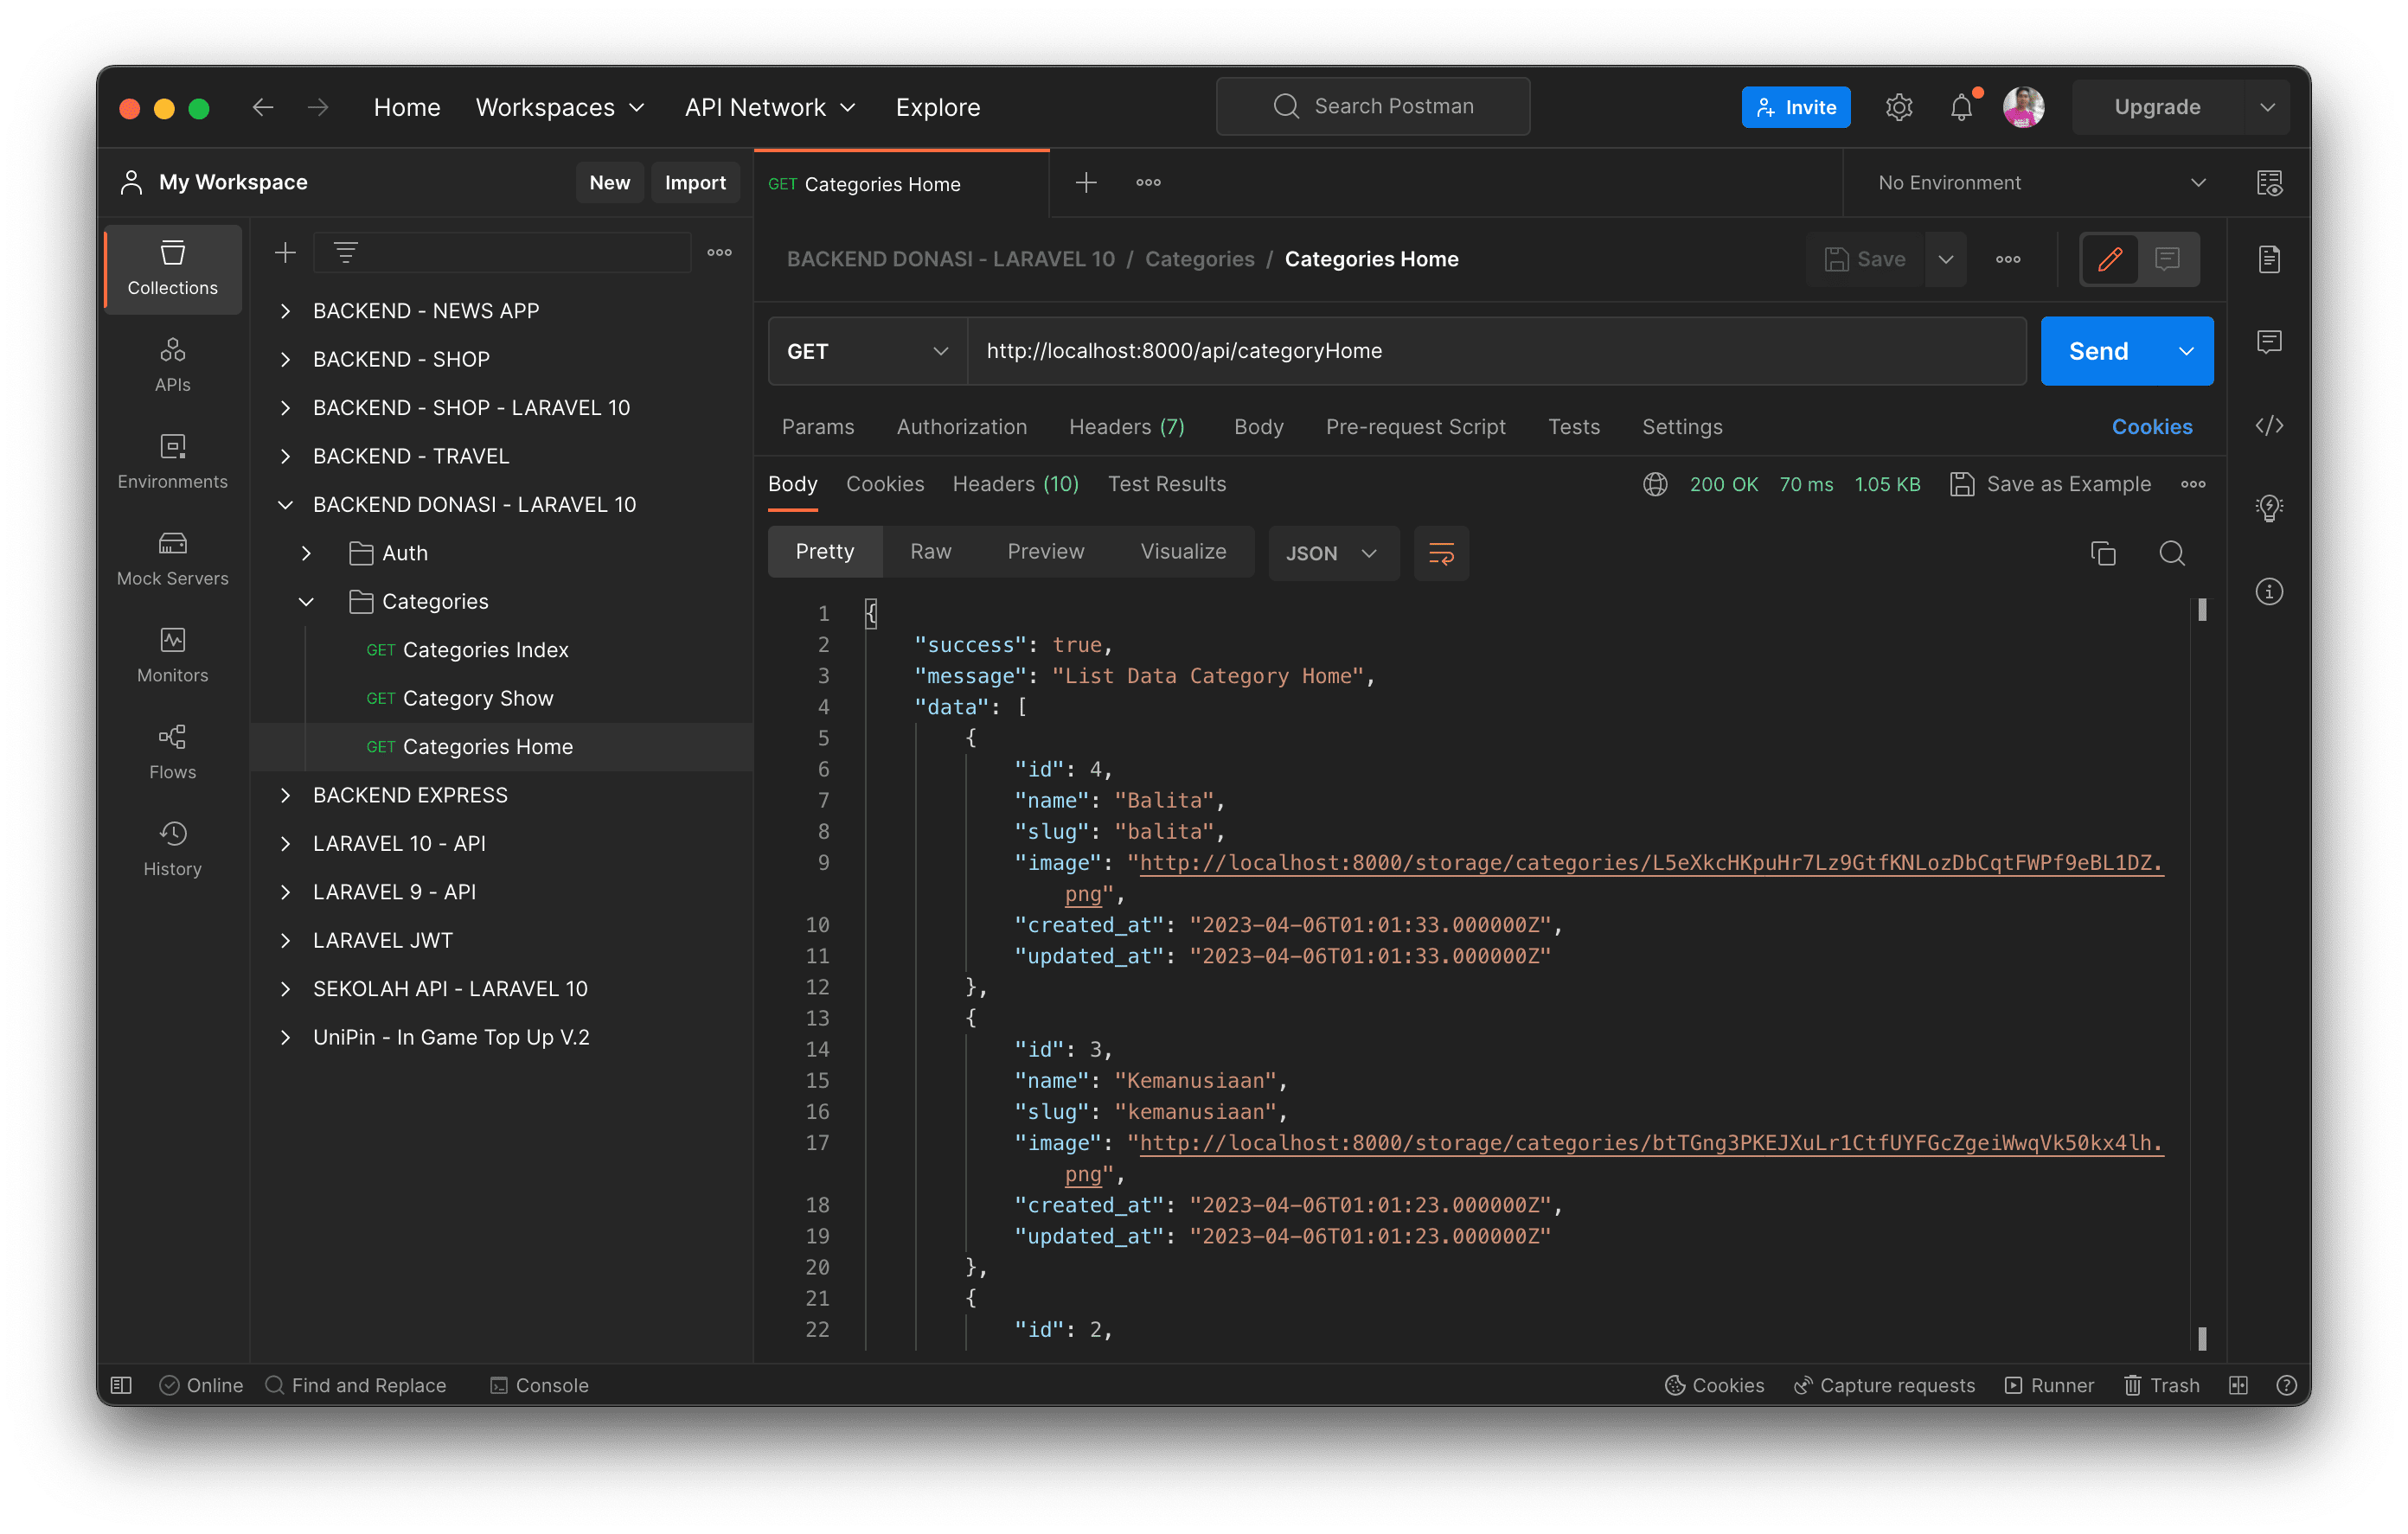 Home Workspaces API Network Explore Search Postman Invite Upgrade
My Workspace New Import GET Categories Home No Environment
Collections
APIs
Environments
Mock Servers
Monitors
Flows
History
BACKEND - NEWS APP
BACKEND - SHOP
BACKEND - SHOP - LARAVEL 10
BACKEND - TRAVEL
BACKEND DONASI - LARAVEL 10
Auth
Categories
GET Categories Index
GET Category Show
GET Categories Home
BACKEND EXPRESS
LARAVEL 10 - API
LARAVEL 9 - API
LARAVEL JWT
SEKOLAH API - LARAVEL 10
UniPin - In Game Top Up V.2
BACKEND DONASI - LARAVEL 10 / Categories / Categories Home Save
GET http://localhost:8000/api/categoryHome Send
Params Authorization Headers (7) Body Pre-request Script Tests Settings Cookies
Body Cookies Headers (10) Test Results 200 OK 70 ms 1.05 KB Save as Example
Pretty Raw Preview Visualize JSON
1 {
2 "success": true,
3 "message": "List Data Category Home",
4 "data": [
5 {
6 "id": 4,
7 "name": "Balita",
8 "slug": "balita",
9 "image": "http://localhost:8000/storage/categories/L5eXkcHKpuHr7Lz9GtfKNLozDbCqtFWPf9eBL1DZ.
png",
10 "created_at": "2023-04-06T01:01:33.000000Z",
11 "updated_at": "2023-04-06T01:01:33.000000Z"
12 },
13 {
14 "id": 3,
15 "name": "Kemanusiaan",
16 "slug": "kemanusiaan",
17 "image": "http://localhost:8000/storage/categories/btTGng3PKEJXuLr1CtfUYFGcZgeiWwqVk50kx4lh.
png",
18 "created_at": "2023-04-06T01:01:23.000000Z",
19 "updated_at": "2023-04-06T01:01:23.000000Z"
20 },
21 {
22 "id": 2,
Online Find and Replace Console Cookies Capture requests Runner Trash